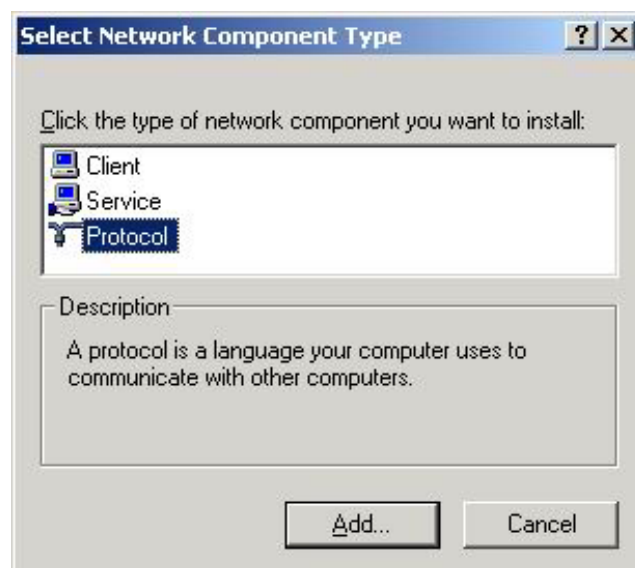 Select Network Component Type
Click the type of network component you want to install:
Client
Service
Protocol
Description
A protocol is a language your computer uses to
communicate with other computers.
Add...
Cancel